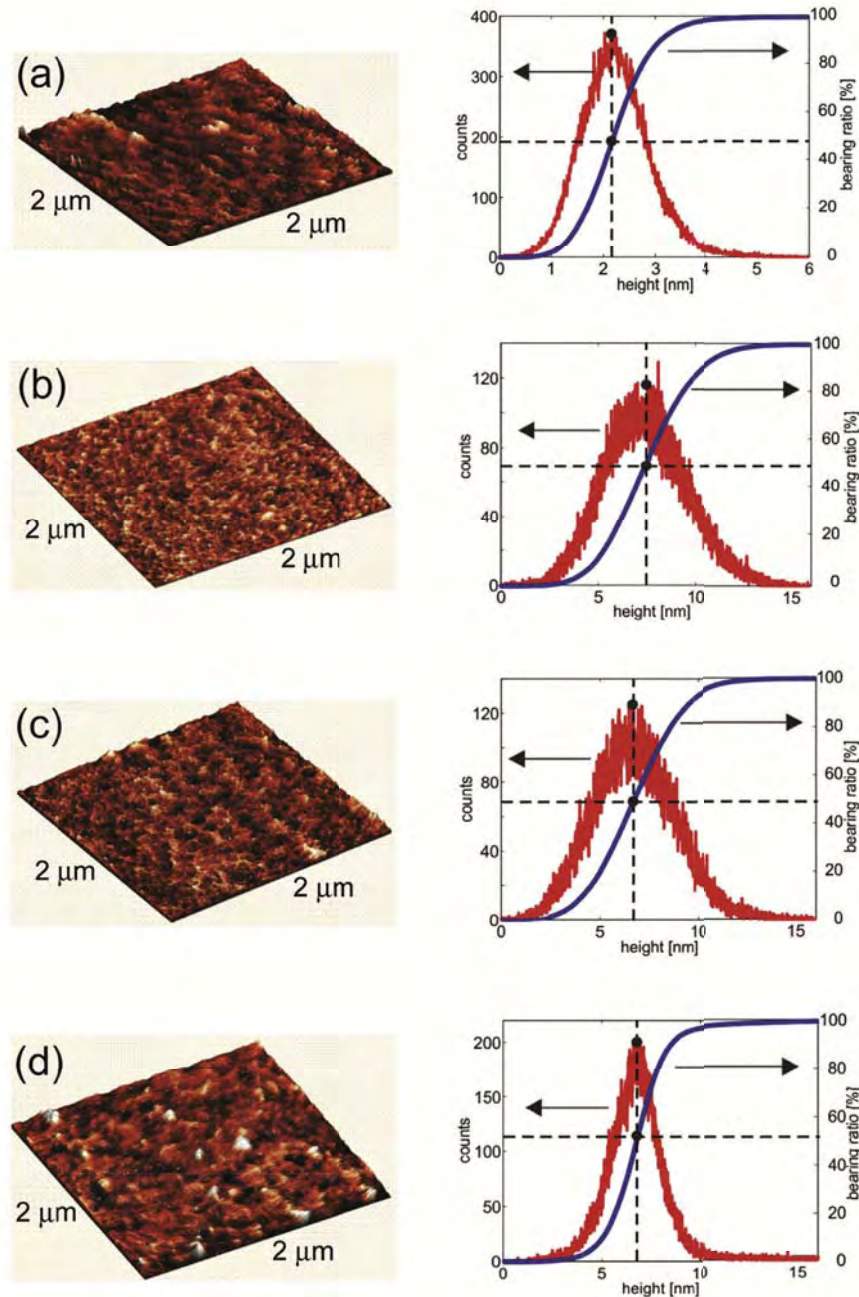 (a)
2 μm
2 μm
400
300
200
100
0
counts
0 1 2 3 4 5 6
height [nm]
100
80
60
40
20
0
bearing ratio [%]
(b)
2 μm
2 μm
120
80
40
0
counts
0 5 10 15
height [nm]
100
80
60
40
20
0
bearing ratio [%]
(c)
2 μm
2 μm
120
80
40
0
counts
0 5 10 15
height [nm]
100
80
60
40
20
0
bearing ratio [%]
(d)
2 μm
2 μm
200
150
100
50
0
counts
0 5 10 15
height [nm]
100
80
60
40
20
0
bearing ratio [%]